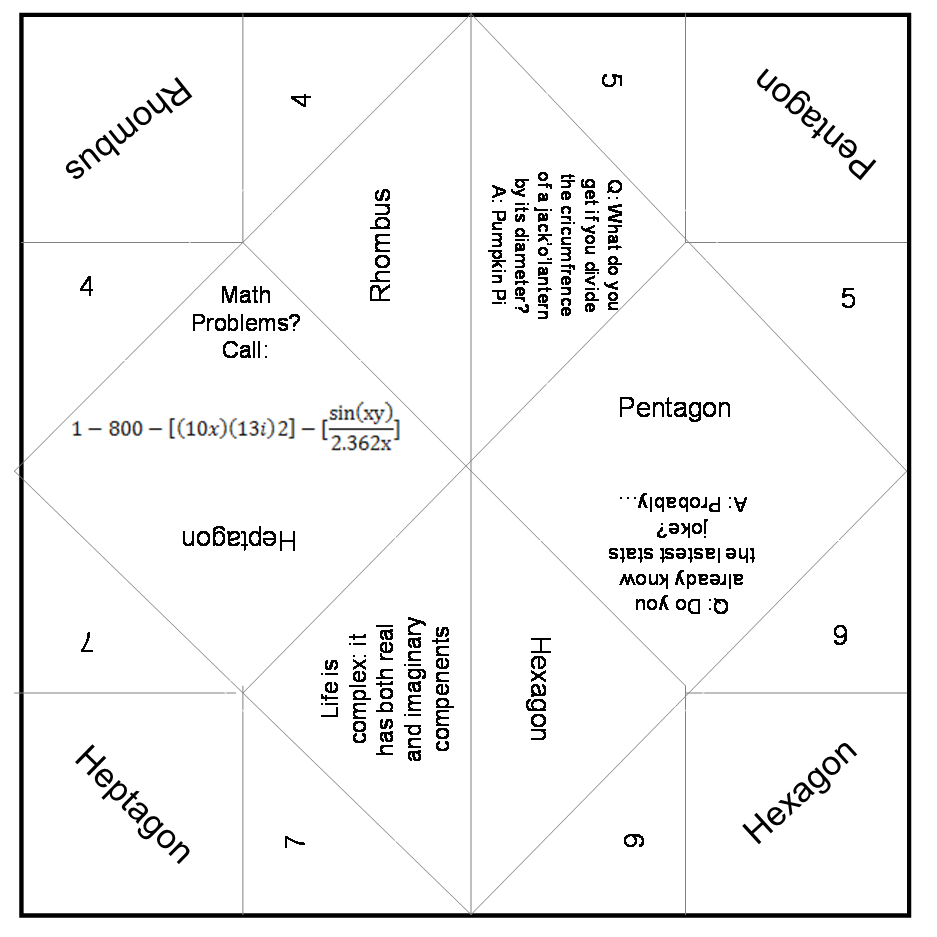 Rhombus
4
5
Pentagon
4
Rhombus
Q: What do you
get if you divide
the cricumfrence
of a jack'o'lantern
by its diameter?
A: Pumpkin Pi
5
Math
Problems?
Call:
1 − 800 − [(10x)(13i)2] − [sin(xy)/2.362x]
Pentagon
Heptagon
Q: Do you
already know
the lastest stats
joke?
A: Probably...
7
Life is
complex: it
has both real
and imaginary
compenents
Hexagon
6
Heptagon
7
6
Hexagon